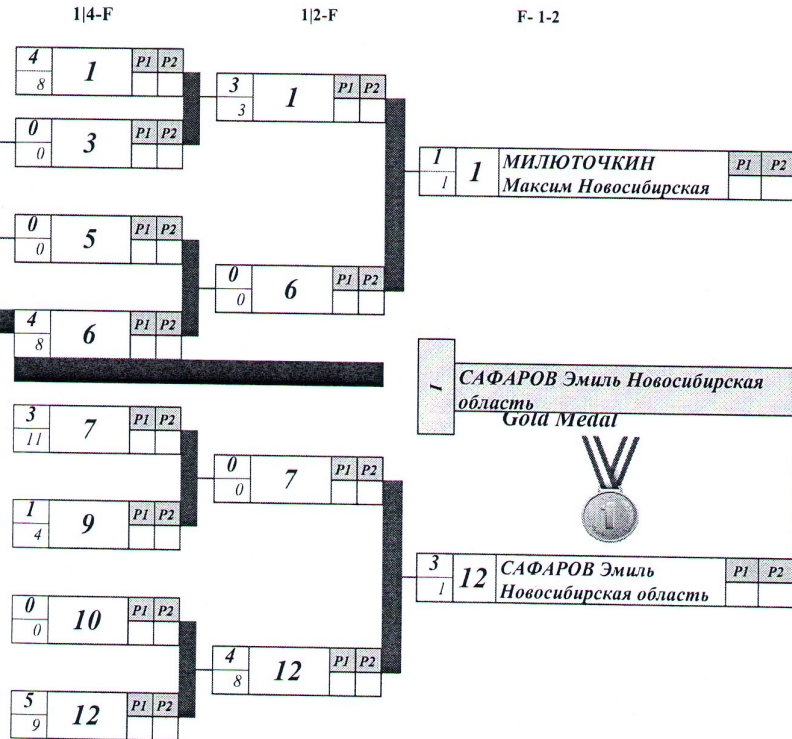 1|4-F 1|2-F F- 1-2
4 8 1 P1 P2
3 3 1 P1 P2
0 0 3 P1 P2
1 1 1 МИЛЮТОЧКИН P1 P2
Максим Новосибирская
0 0 5 P1 P2
0 0 6 P1 P2
4 8 6 P1 P2
1 САФАРОВ Эмиль Новосибирская
область
Gold Medal
3 11 7 P1 P2
0 0 7 P1 P2
1 4 9 P1 P2
1
3 1 12 САФАРОВ Эмиль P1 P2
Новосибирская область
0 0 10 P1 P2
4 8 12 P1 P2
5 9 12 P1 P2